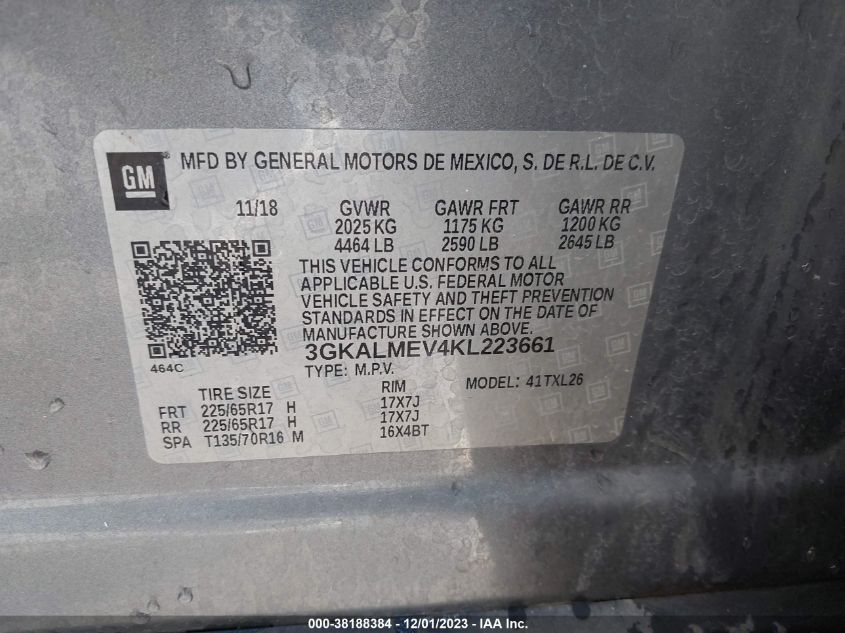 GM
MFD BY GENERAL MOTORS DE MEXICO, S. DE R.L. DE C.V.
11/18 GVWR GAWR FRT GAWR RR
2025 KG 1175 KG 1200 KG
4464 LB 2590 LB 2645 LB
THIS VEHICLE CONFORMS TO ALL
APPLICABLE U.S. FEDERAL MOTOR
VEHICLE SAFETY AND THEFT PREVENTION
STANDARDS IN EFFECT ON THE DATE OF
MANUFACTURE SHOWN ABOVE.
3GKALMEV4KL223661
464C
TYPE: M.P.V. MODEL: 41TXL26
TIRE SIZE RIM
FRT 225/65R17 H 17X7J
RR 225/65R17 H 17X7J
SPA T135/70R16 M 16X4BT
000-38188384 - 12/01/2023 - IAA Inc.